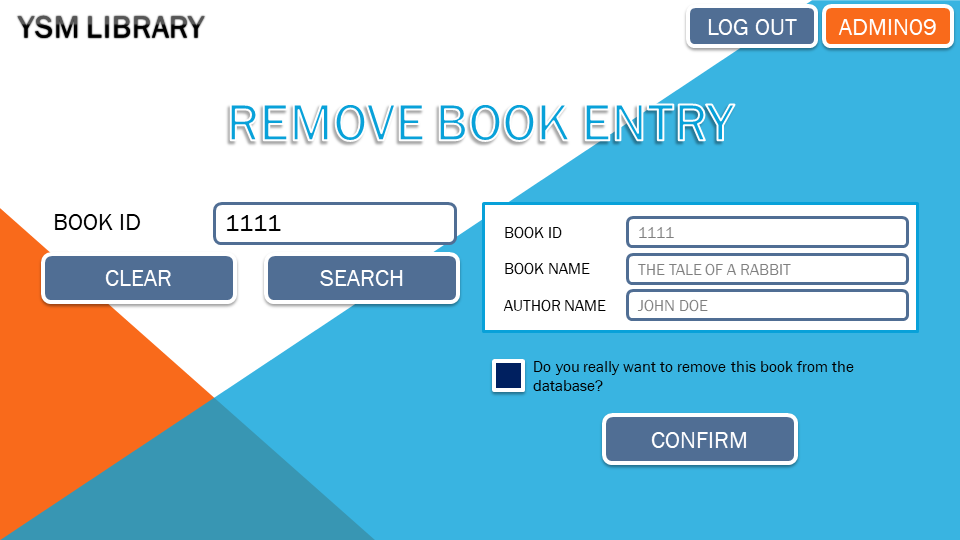 YSM LIBRARY
LOG OUT
ADMIN09
REMOVE BOOK ENTRY
BOOK ID
1111
CLEAR
SEARCH
BOOK ID
1111
BOOK NAME
THE TALE OF A RABBIT
AUTHOR NAME
JOHN DOE
Do you really want to remove this book from the
database?
CONFIRM